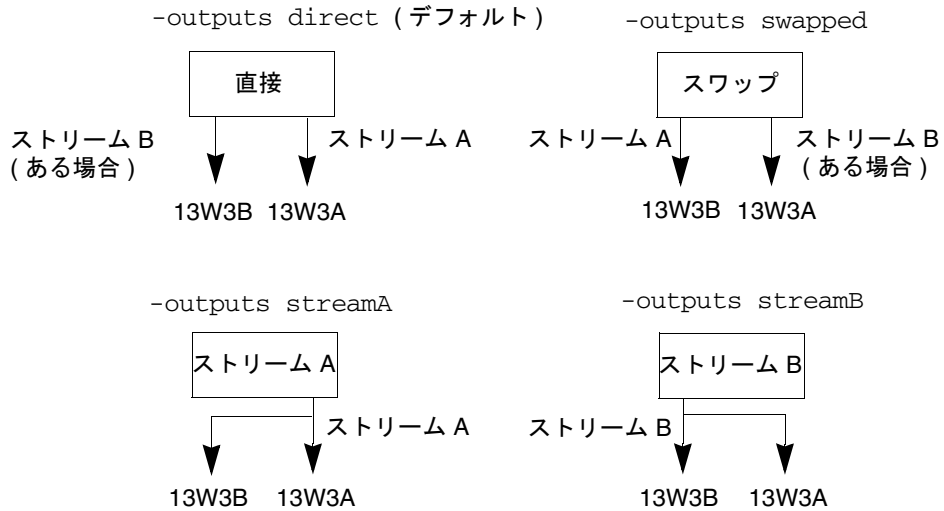 -outputs direct ( デフォルト )
直接
ストリーム B
( ある場合 )
ストリーム A
13W3B 13W3A
-outputs swapped
スワップ
ストリーム A
ストリーム B
( ある場合 )
13W3B 13W3A
-outputs streamA
ストリーム A
ストリーム A
13W3B 13W3A
-outputs streamB
ストリーム B
ストリーム B
13W3B 13W3A